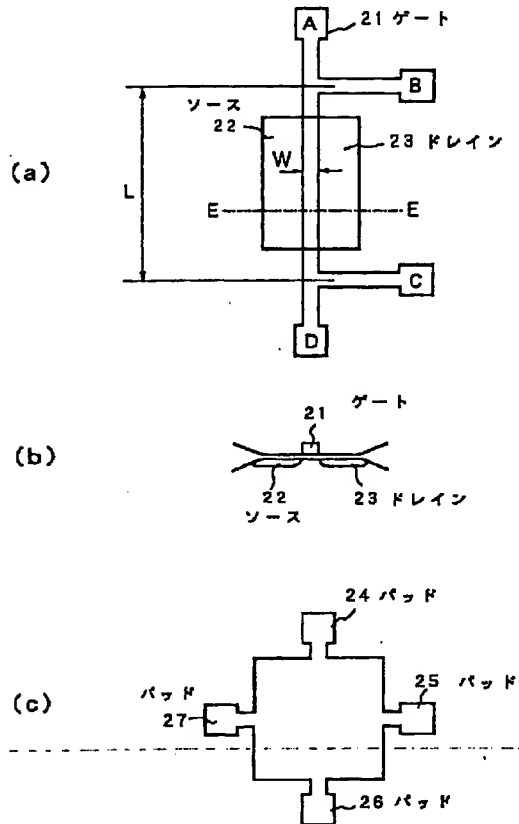 (a)
A
21 ゲート
B
ソース
22
23 ドレイン
W
L
E
E
C
D
(b)
ゲート
21
22
ソース
23 ドレイン
(c)
24 パッド
パッド
27
25 パッド
26 パッド